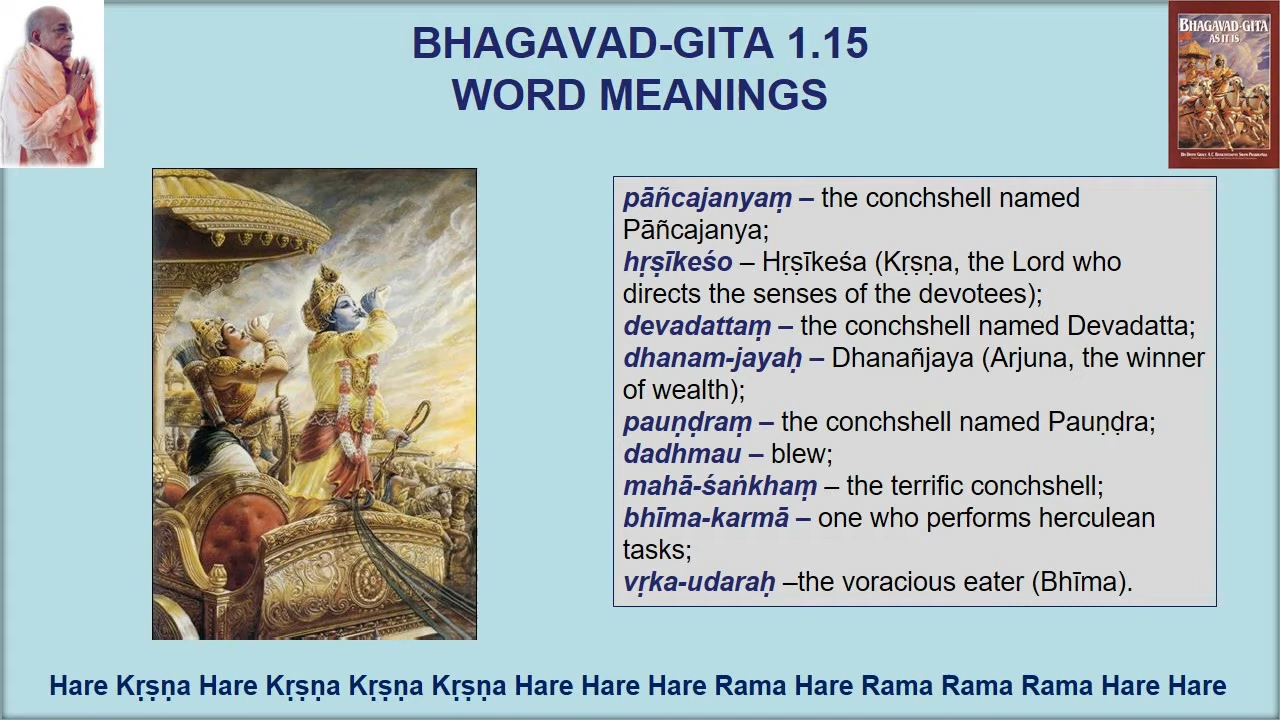 BHAGAVAD-GITA 1.15
WORD MEANINGS
BHAGAVAD-GITA
AS IT IS
pāñcajanyaṃ – the conchshell named
Pāñcajanya;
hṛṣīkeśo – Hṛṣīkeśa (Kṛṣṇa, the Lord who
directs the senses of the devotees);
devadattaṃ – the conchshell named Devadatta;
dhanam-jayaḥ – Dhanañjaya (Arjuna, the winner
of wealth);
pauṇḍraṃ – the conchshell named Pauṇḍra;
dadhmau – blew;
mahā-śaṅkhaṃ – the terrific conchshell;
bhīma-karmā – one who performs herculean
tasks;
vṛka-udaraḥ –the voracious eater (Bhīma).
Hare Kṛṣṇa Hare Kṛṣṇa Kṛṣṇa Kṛṣṇa Hare Hare Hare Rama Hare Rama Rama Rama Hare Hare